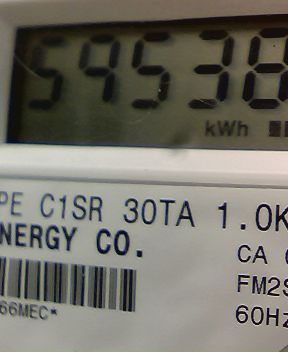 59538
kWh
PE C1SR 30TA 1.0K
NERGY CO.
CA
FM2S
60Hz
66MEC*